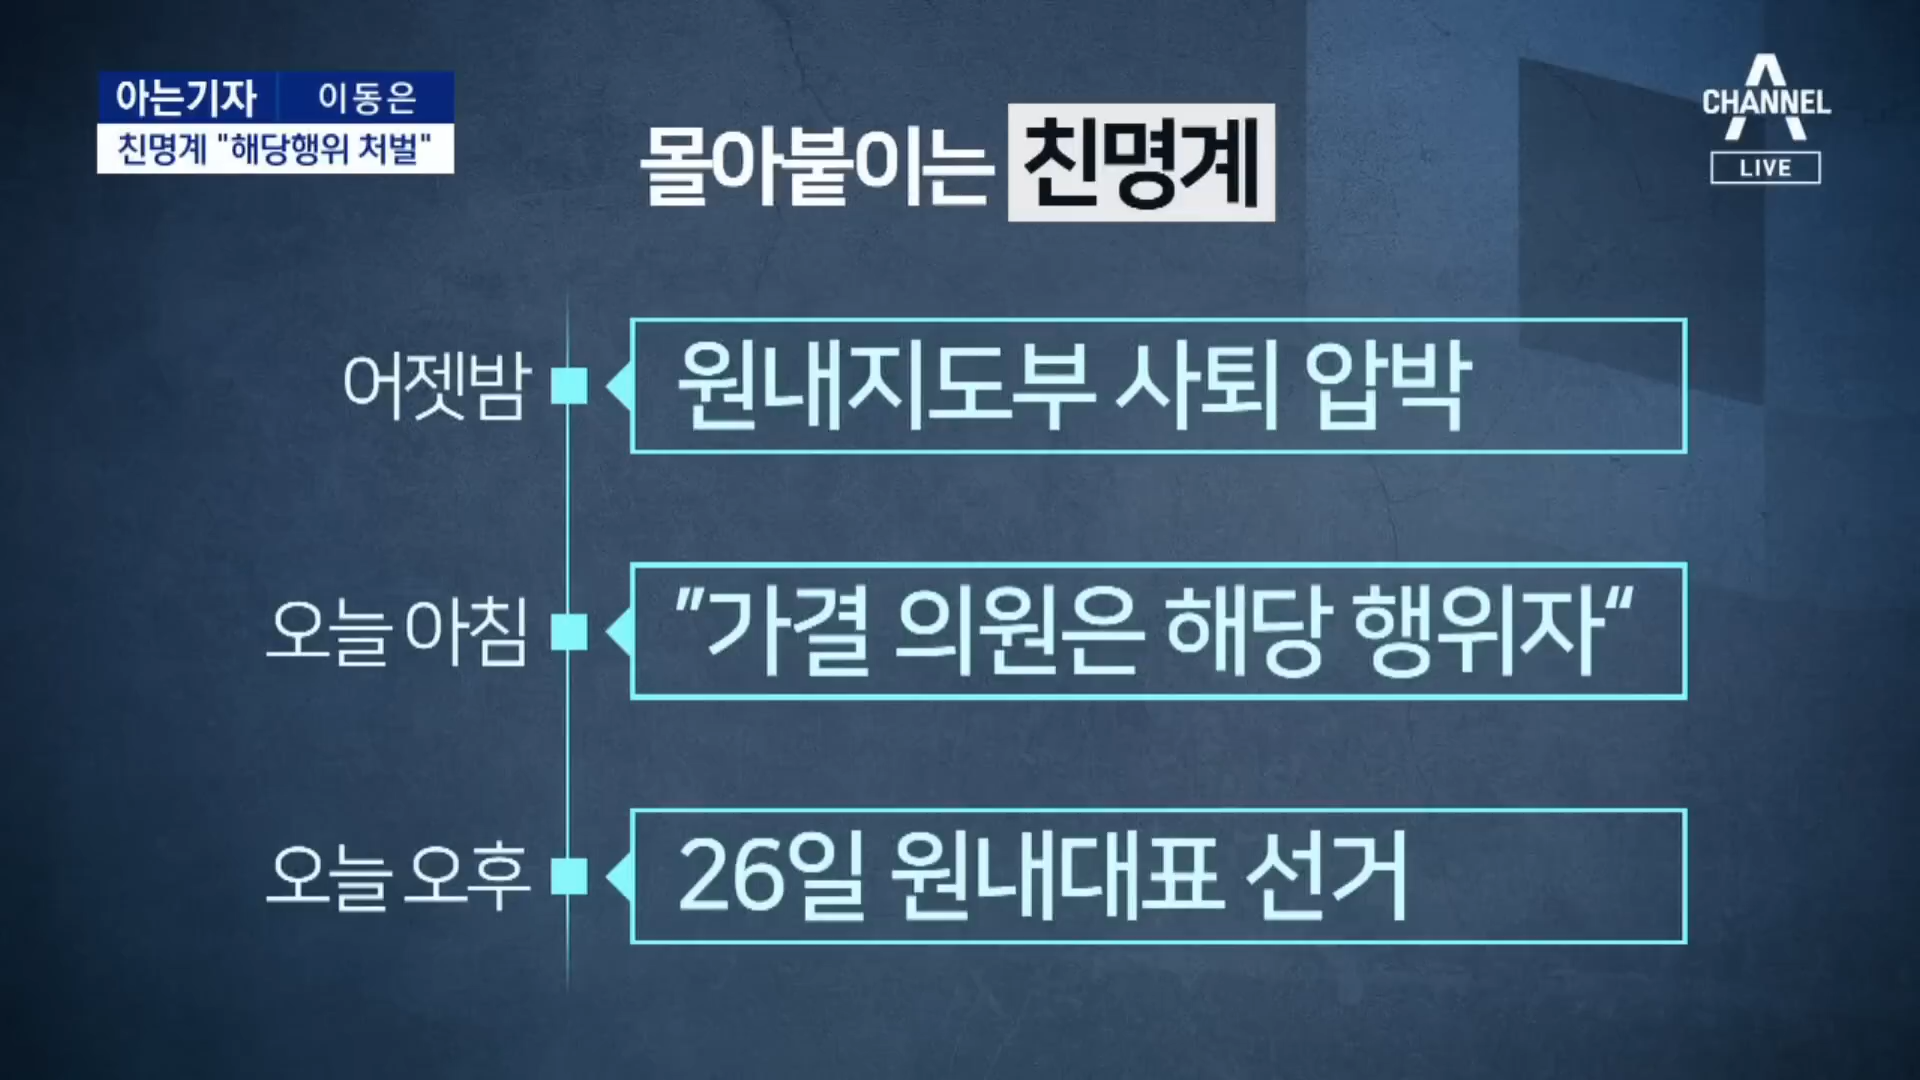 아는기자 이동은
친명계 "해당행위 처벌"
몰아붙이는 친명계
CHANNEL A
LIVE
어젯밤 원내지도부 사퇴 압박
오늘 아침 "가결 의원은 해당 행위자"
오늘 오후 26일 원내대표 선거